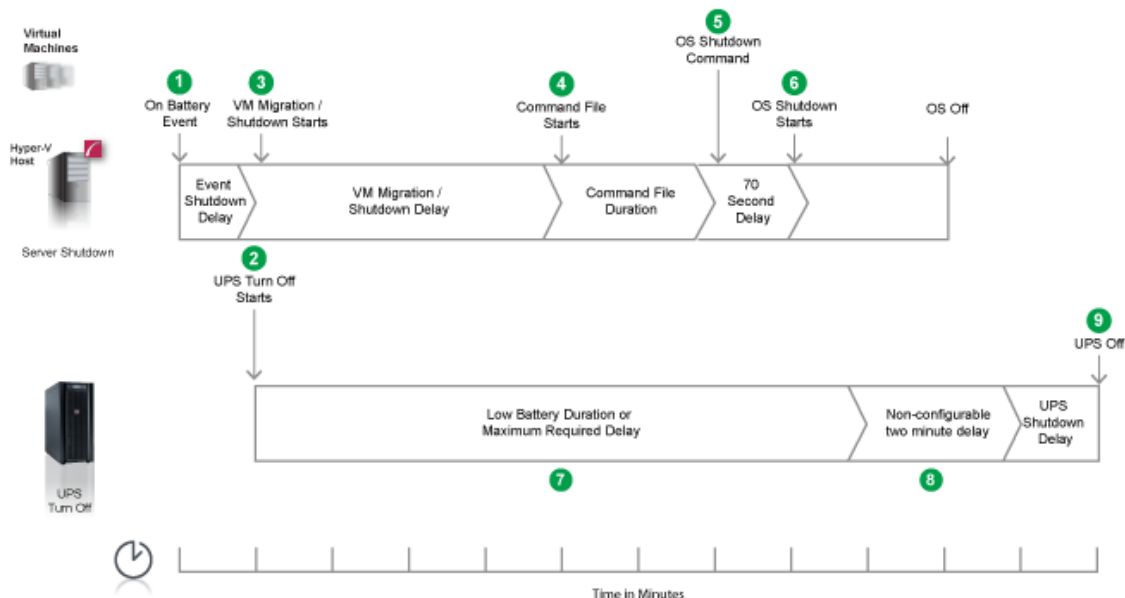 Virtual
Machines
1
On Battery
Event
3
VM Migration /
Shutdown Starts
4
Command File
Starts
5
OS Shutdown
Command
6
OS Shutdown
Starts
OS Off
Hyper-V
Host
Event
Shutdown
Delay
VM Migration /
Shutdown Delay
Command File
Duration
70
Second
Delay
Server Shutdown
2
UPS Turn Off
Starts
9
UPS Off
Low Battery Duration or
Maximum Required Delay
Non-configurable
two minute delay
UPS
Shutdown
Delay
7
8
UPS
Turn Off
Time in Minutes